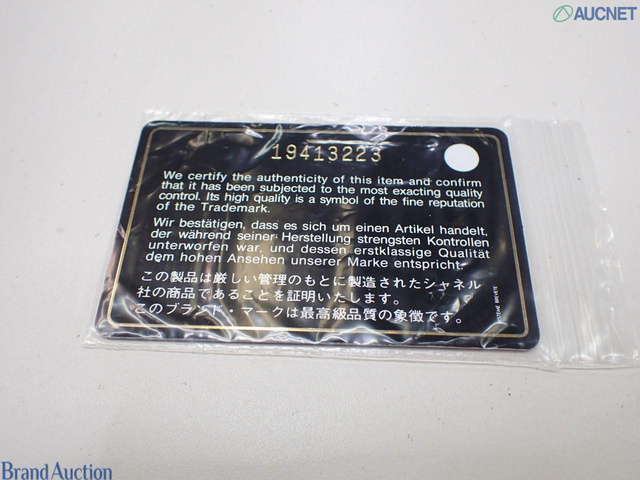 AUCNET
19413223
We certify the authenticity of this item and confirm
that it has been subjected to the most exacting quality
control. Its high quality is a symbol of the fine reputation
of the Trademark.
Wir bestätigen, dass es sich um einen Artikel handelt,
der während seiner Herstellung strengsten Kontrollen
unterworfen war, und dessen erstklassige Qualität
dem hohen Ansehen unserer Marke entspricht.
この製品は厳しい管理のもとに製造されたシャネル
社の商品であることを証明いたします。
このブランド・マークは最高級品質の象徴です。
Brand Auction